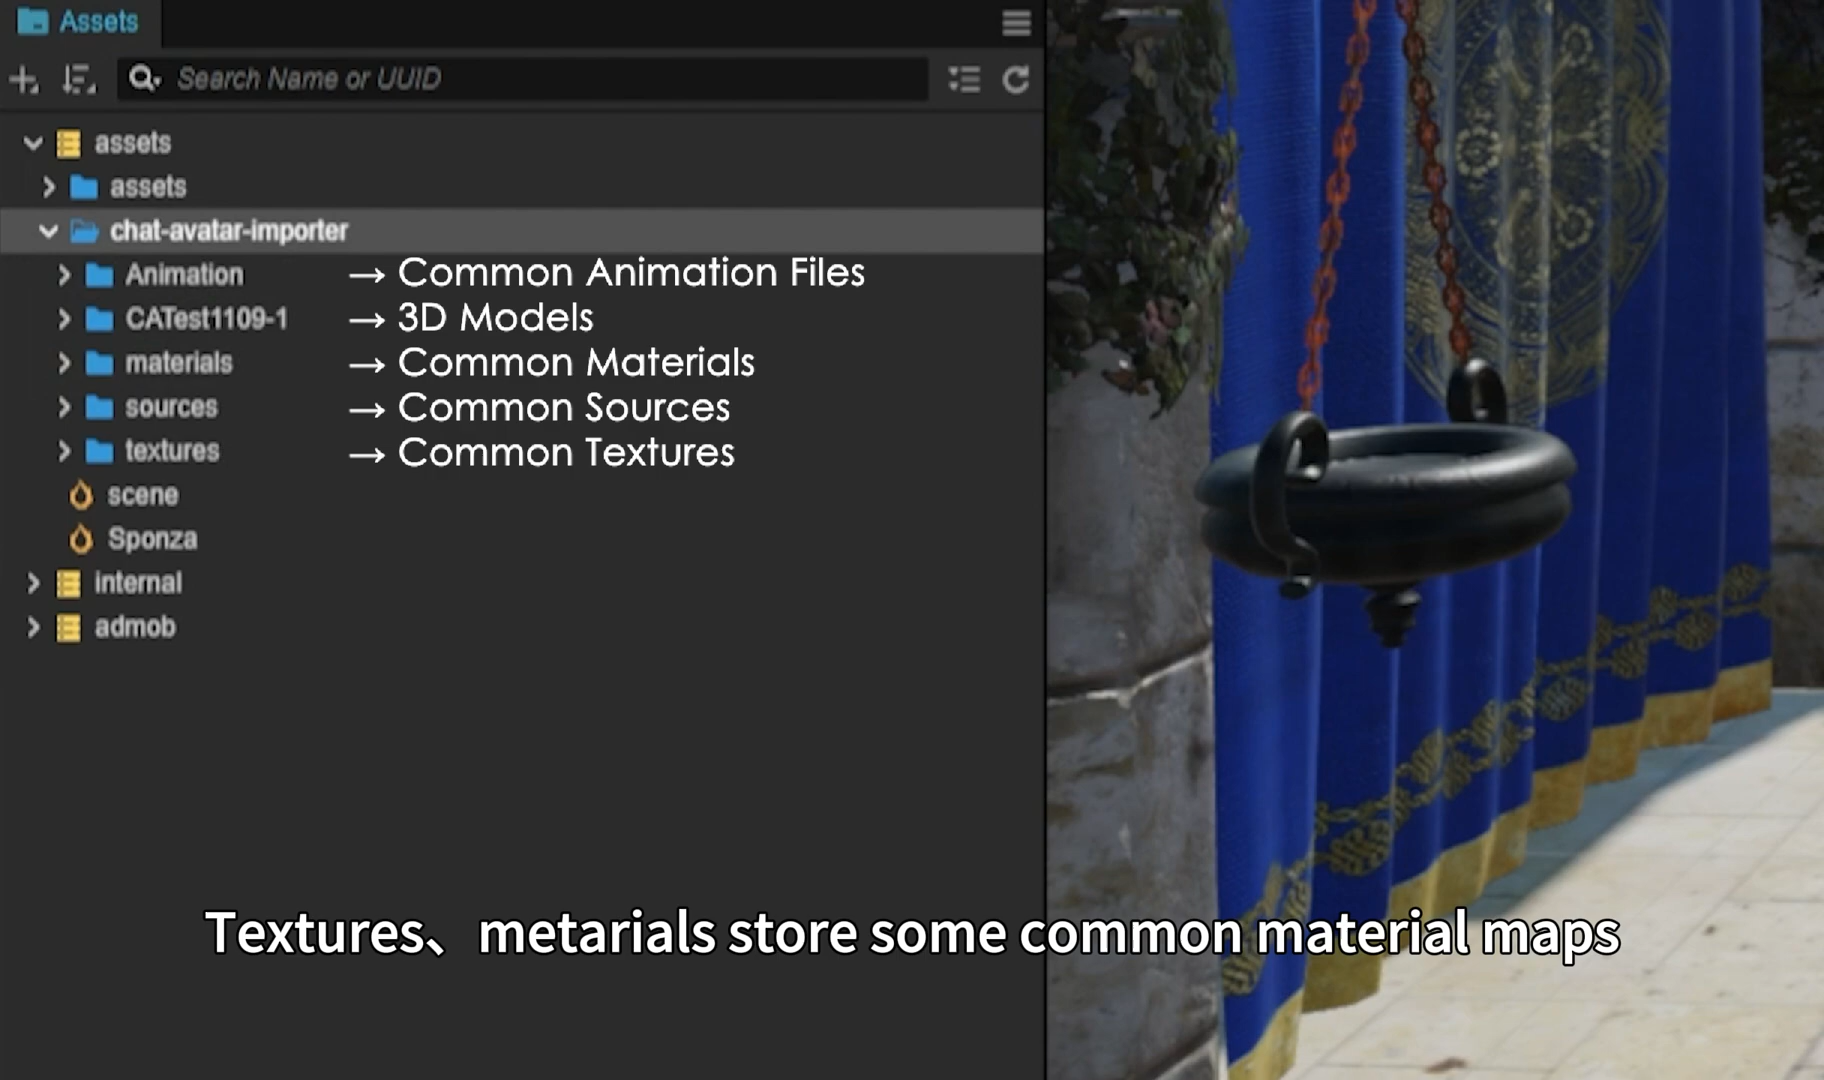 Assets
Search Name or UUID
assets
assets
chat-avatar-importer
Animation → Common Animation Files
CATest1109-1 → 3D Models
materials → Common Materials
sources → Common Sources
textures → Common Textures
scene
Sponza
internal
admob
Textures、metarials store some common material maps